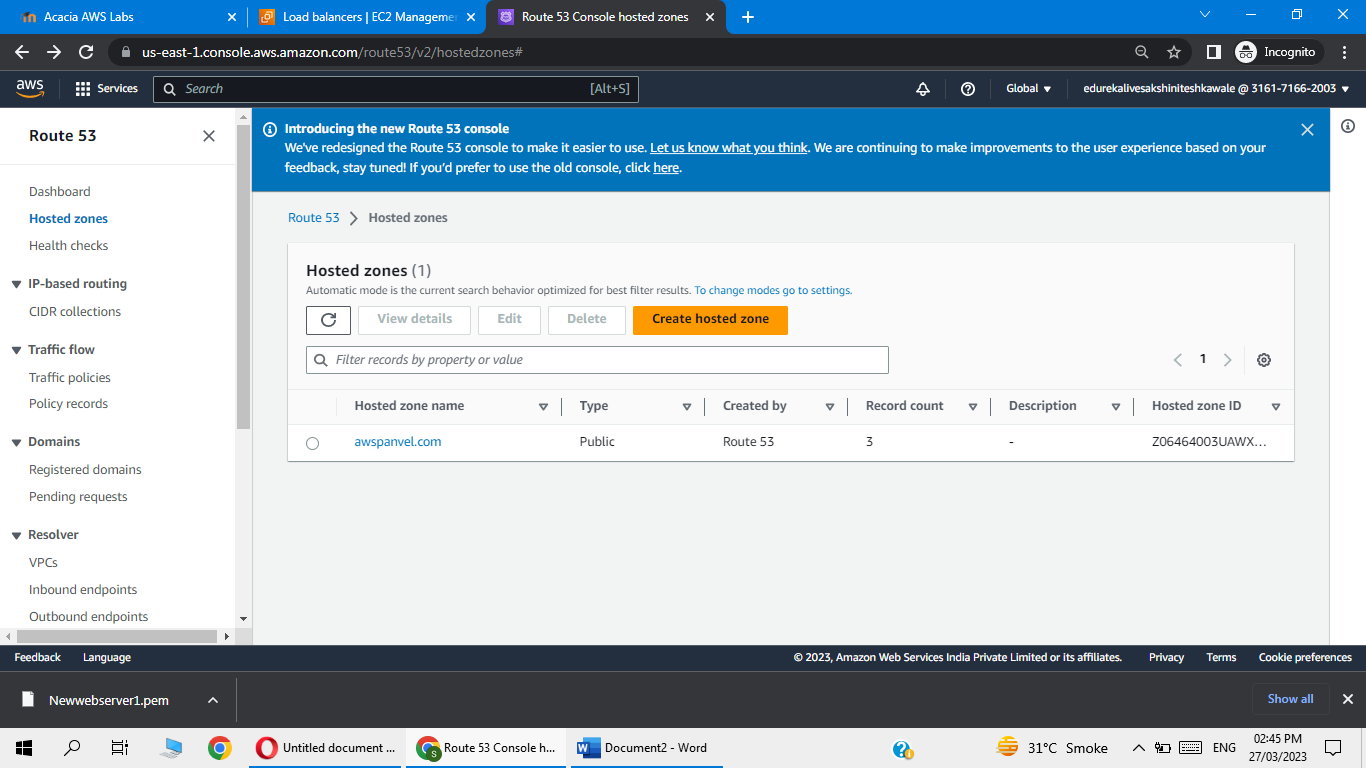 Acacia AWS Labs
Load balancers | EC2 Manageme
Route 53 Console hosted zones
us-east-1.console.aws.amazon.com/route53/v2/hostedzones#
Incognito
aws
Services
Search
[Alt+S]
Global
edurekalivesakshiniteshkawale @ 3161-7166-2003
Route 53
Dashboard
Hosted zones
Health checks
IP-based routing
CIDR collections
Traffic flow
Traffic policies
Policy records
Domains
Registered domains
Pending requests
Resolver
VPCs
Inbound endpoints
Outbound endpoints
Introducing the new Route 53 console
We've redesigned the Route 53 console to make it easier to use. Let us know what you think. We are continuing to make improvements to the user experience based on your
feedback, stay tuned! If you'd prefer to use the old console, click here.
Route 53 > Hosted zones
Hosted zones (1)
Automatic mode is the current search behavior optimized for best filter results. To change modes go to settings.
View details
Edit
Delete
Create hosted zone
Filter records by property or value
1
Hosted zone name
Type
Created by
Record count
Description
Hosted zone ID
awspanvel.com
Public
Route 53
3
-
Z06464003UAWX...
Feedback
Language
© 2023, Amazon Web Services India Private Limited or its affiliates.
Privacy
Terms
Cookie preferences
Newwebserver1.pem
Show all
Untitled document ...
Route 53 Console h...
Document2 - Word
31°C Smoke
ENG
02:45 PM
27/03/2023